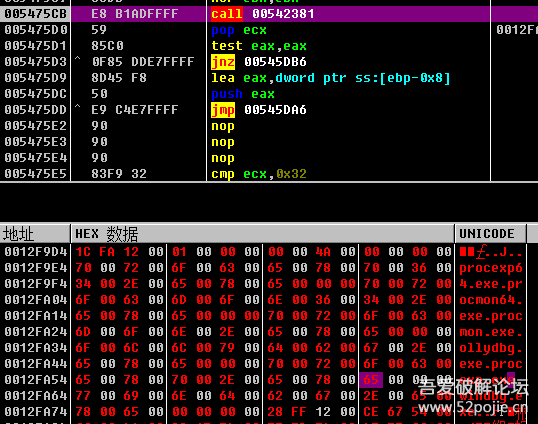 005475CB E8 B1ADFFFF call 00542381
005475D0 59 pop ecx
005475D1 85C0 test eax,eax
005475D3 ^ 0F85 DDE7FFFF jnz 00545DB6
005475D9 8D45 F8 lea eax,dword ptr ss:[ebp-0x8]
005475DC 50 push eax
005475DD ^ E9 C4E7FFFF jmp 00545DA6
005475E2 90 nop
005475E3 90 nop
005475E4 90 nop
005475E5 83F9 32 cmp ecx,0x32
地址 HEX 数据 UNICODE
0012F9D4 1C FA 12 00 01 00 00 00 00 4A 00 00 00 00 00
0012F9E4 70 00 72 00 6F 00 63 00 65 00 78 00 70 00 36 00 procexp6
0012F9F4 34 00 2E 00 65 00 78 00 65 00 00 00 70 00 72 00 4.exe.pr
0012FA04 6F 00 63 00 6D 00 6F 00 6E 00 36 00 34 00 2E 00 ocmon64.
0012FA14 65 00 78 00 65 00 00 00 70 00 72 00 6F 00 63 00 exe.proc
0012FA24 6D 00 6F 00 6E 00 2E 00 65 00 78 00 65 00 00 00 mon.exe.
0012FA34 6F 00 6C 00 6C 00 79 00 64 00 62 00 67 00 2E 00 ollydbg.
0012FA44 65 00 78 00 65 00 00 00 70 00 72 00 6F 00 63 00 exe.proc
0012FA54 65 00 78 00 70 00 2E 00 65 00 78 00 65 00
0012FA64 77 00 69 00 6E 00 64 00 62 00 67 00 2E 00 65 00 windbg.e
0012FA74 78 00 65 00 00 00 00 00 28 FF 12 00 CE 67 54
吾爱破解论坛
www.52pojie.cn